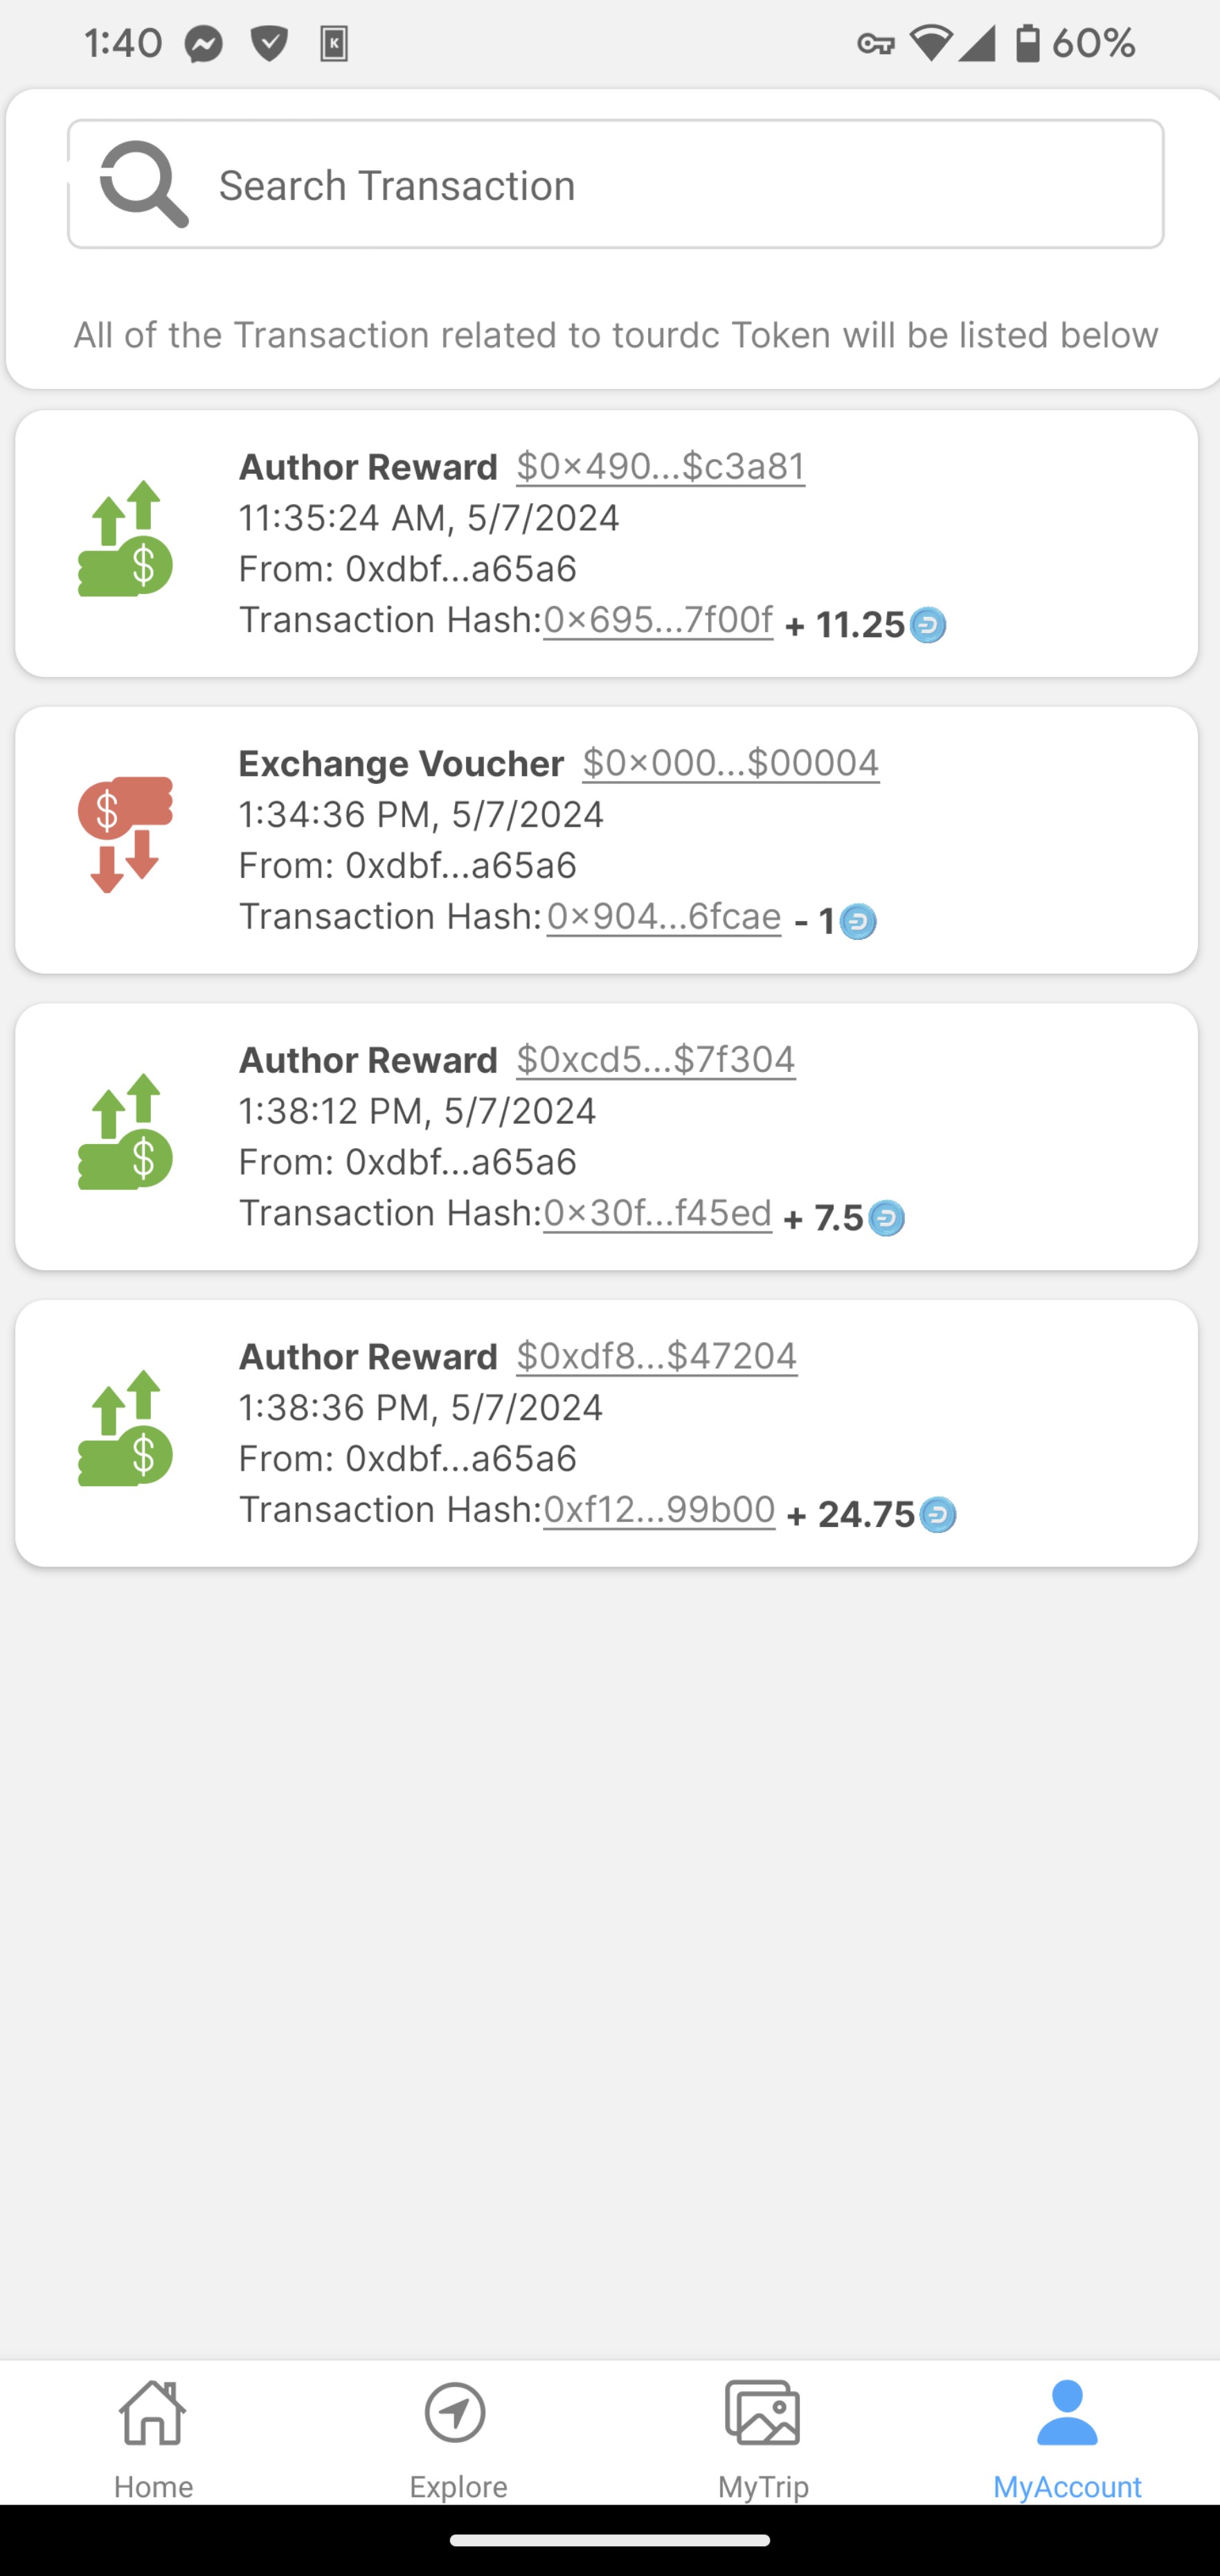 1:40
K
60%
Search Transaction
All of the Transaction related to tourdc Token will be listed below
Author Reward $0×490...$c3a81
11:35:24 AM, 5/7/2024
From: 0xdbf...a65a6
Transaction Hash:0×695...7f00f + 11.25
Exchange Voucher $0×000...$00004
1:34:36 PM, 5/7/2024
From: 0xdbf...a65a6
Transaction Hash:0×904...6fcae - 1
Author Reward $0xcd5...$7f304
1:38:12 PM, 5/7/2024
From: 0xdbf...a65a6
Transaction Hash:0×30f...f45ed + 7.5
Author Reward $0xdf8...$47204
1:38:36 PM, 5/7/2024
From: 0xdbf...a65a6
Transaction Hash:0xf12...99b00 + 24.75
Home
Explore
MyTrip
MyAccount